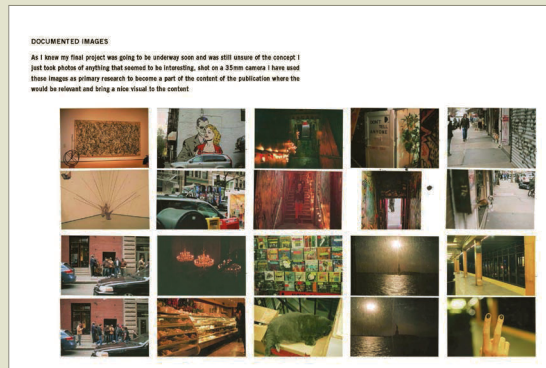 DOCUMENTED IMAGES
As I know my final project was going to be underway soon and was still unsure of the concept I
just took photos of anything that seemed to be interesting, shot on a 35mm camera I have used
these images as primary research to become a part of the content of the publication where the
would be relevant and bring a nice visual to the content